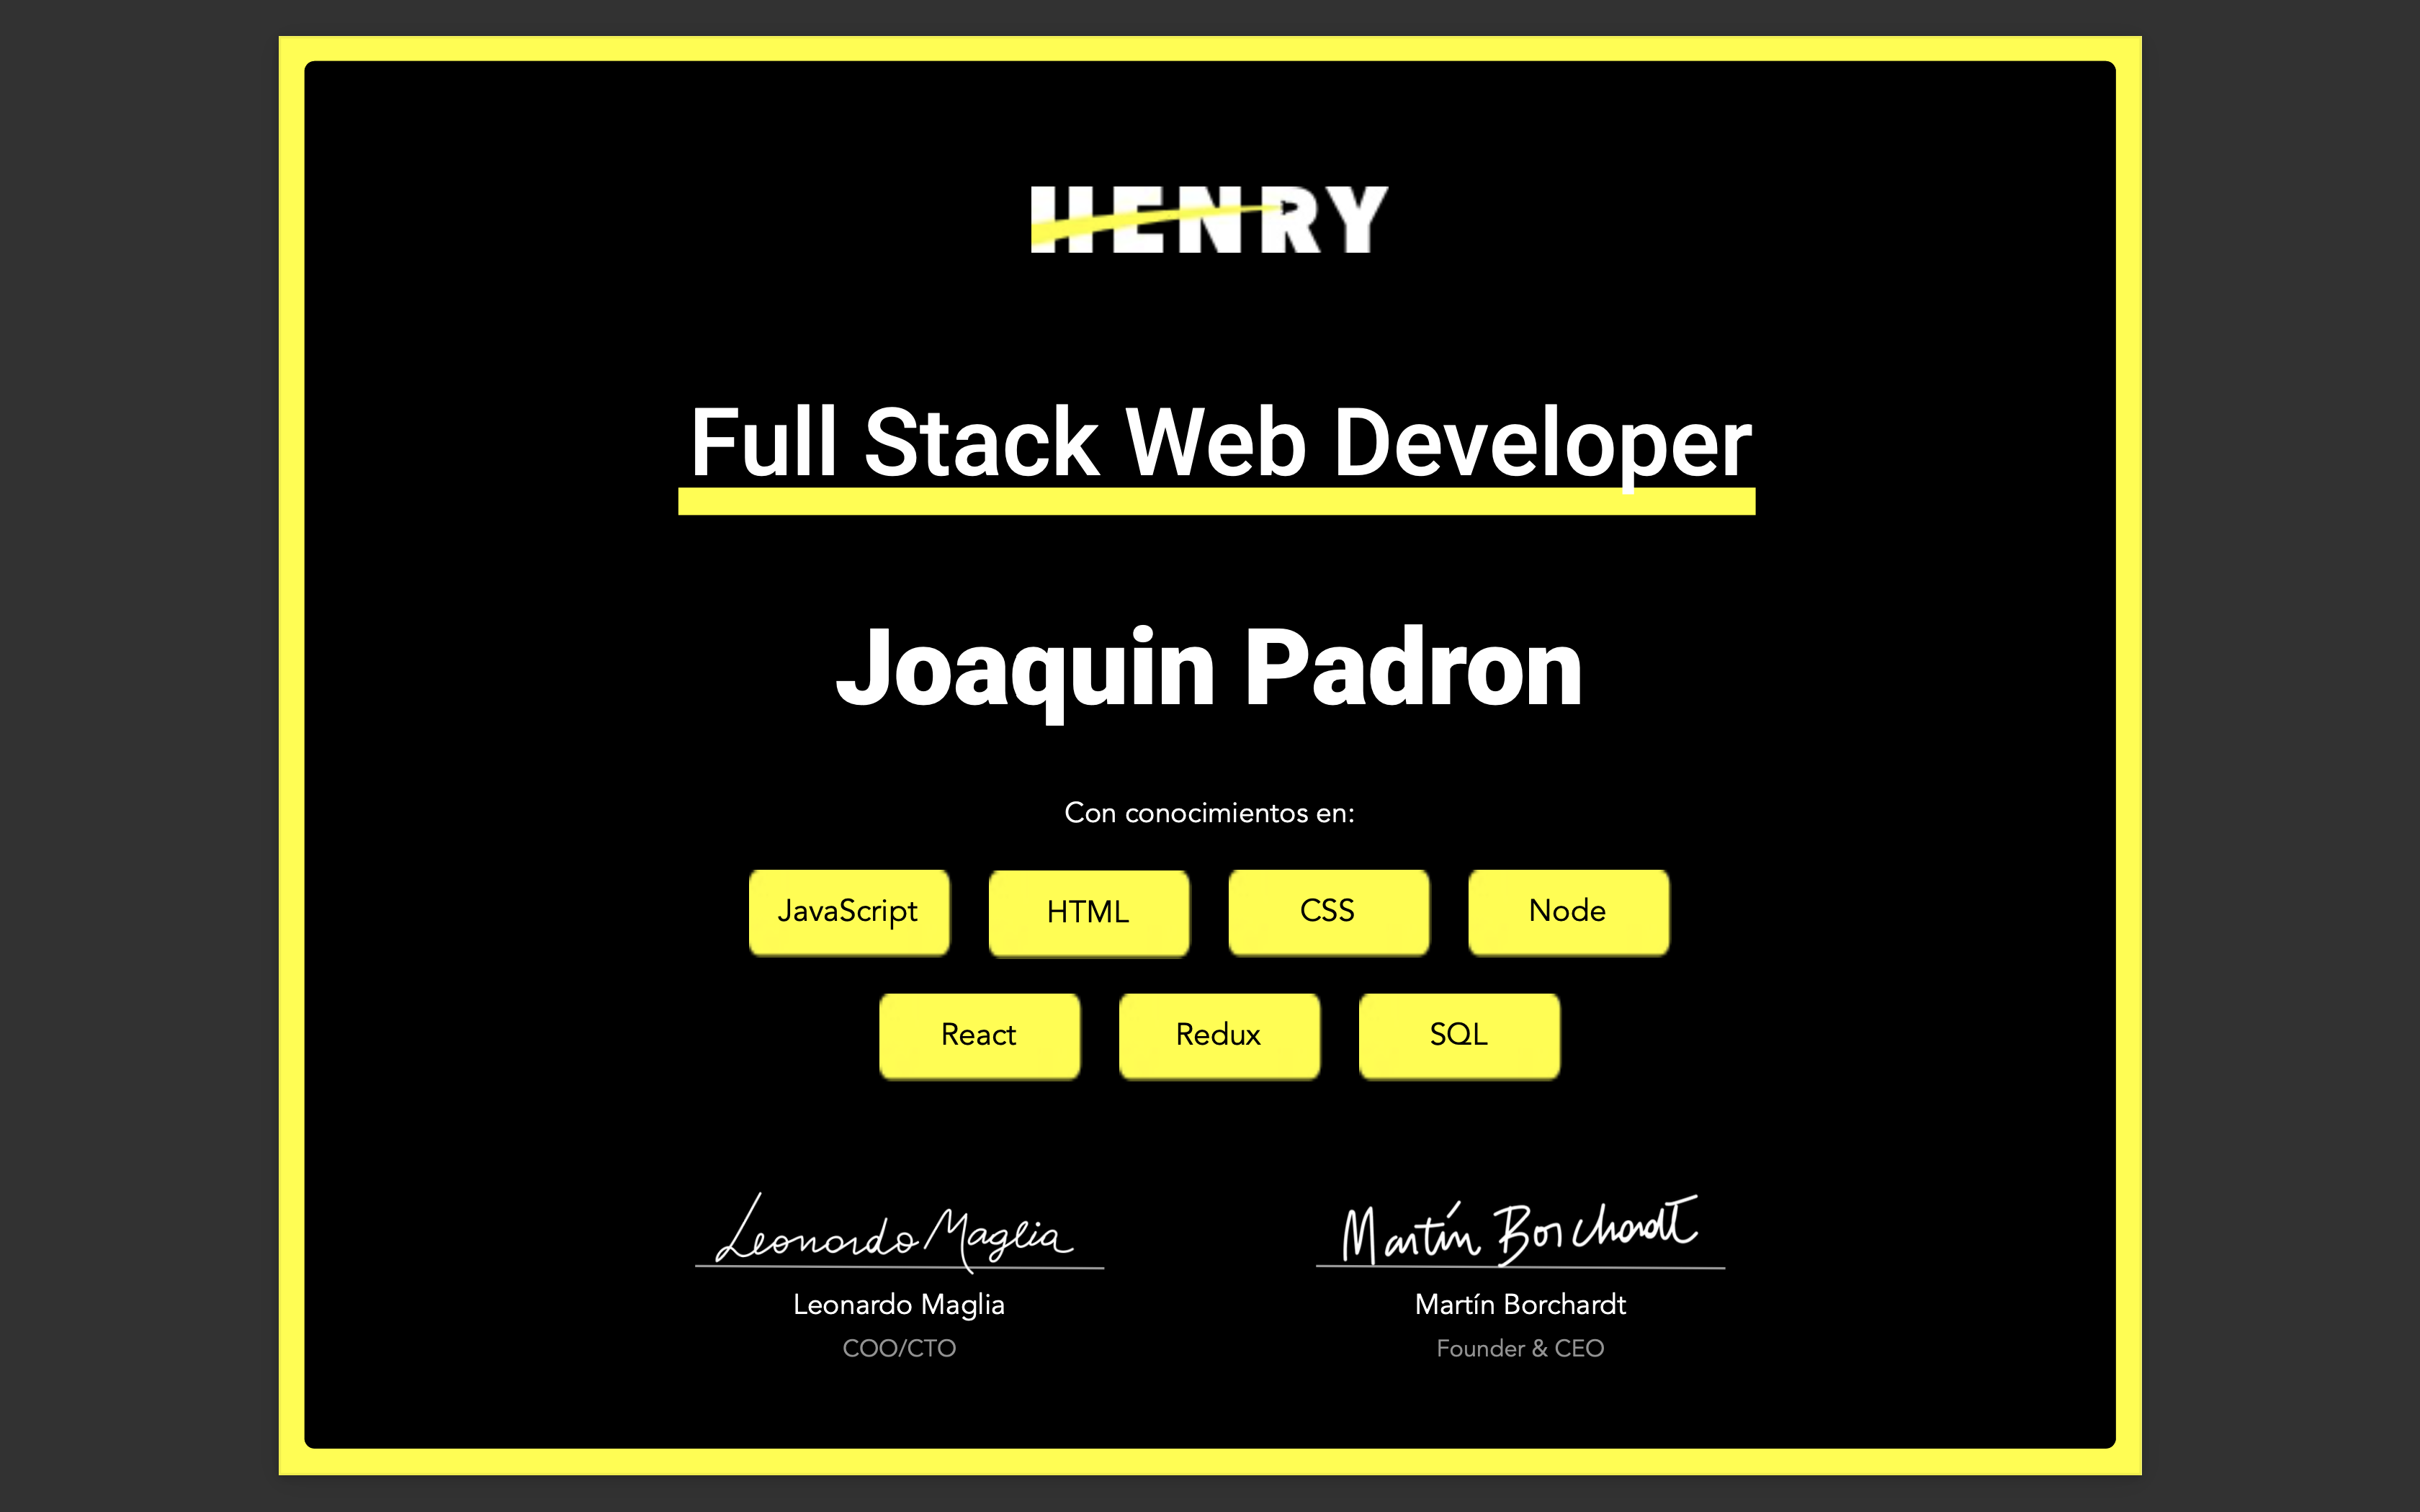 HENRY
Full Stack Web Developer
Joaquin Padron
Con conocimientos en:
JavaScript HTML CSS Node
React Redux SQL
Leonardo Maglia Martín Borchardt
Leonardo Maglia Martín Borchardt
COO/CTO Founder & CEO